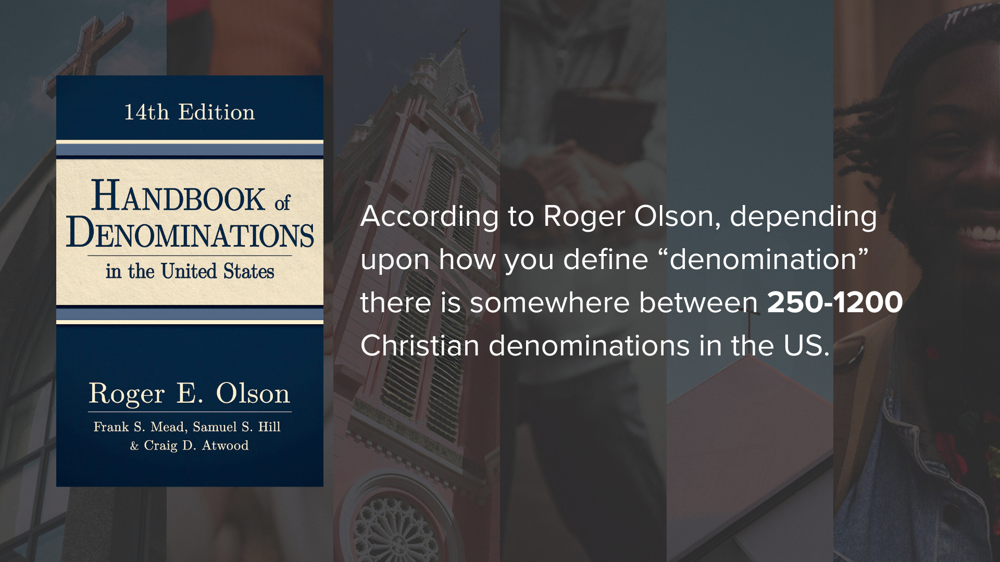 14th Edition
HANDBOOK of
DENOMINATIONS
in the United States
Roger E. Olson
Frank S. Mead, Samuel S. Hill
& Craig D. Atwood
According to Roger Olson, depending
upon how you define “denomination”
there is somewhere between 250-1200
Christian denominations in the US.